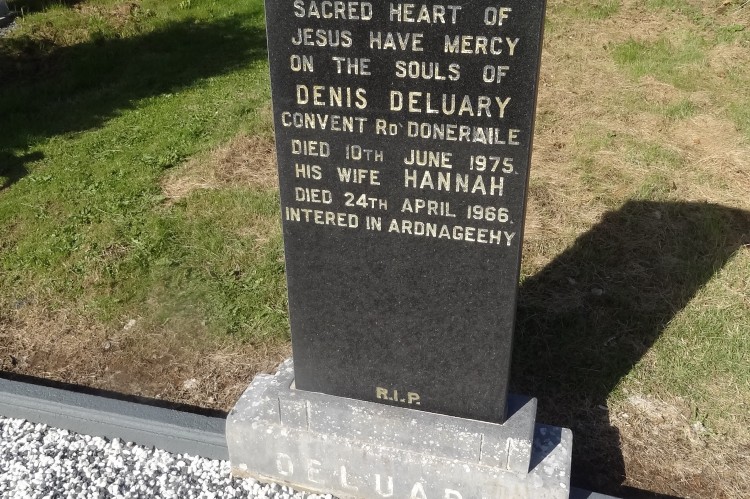 SACRED HEART OF
JESUS HAVE MERCY
ON THE SOULS OF
DENIS DELUARY
CONVENT RD DONERAILE
DIED 10TH JUNE 1975.
HIS WIFE HANNAH
DIED 24TH APRIL 1966.
INTERED IN ARDNAGEEHY
R.I.P.
DELUAR